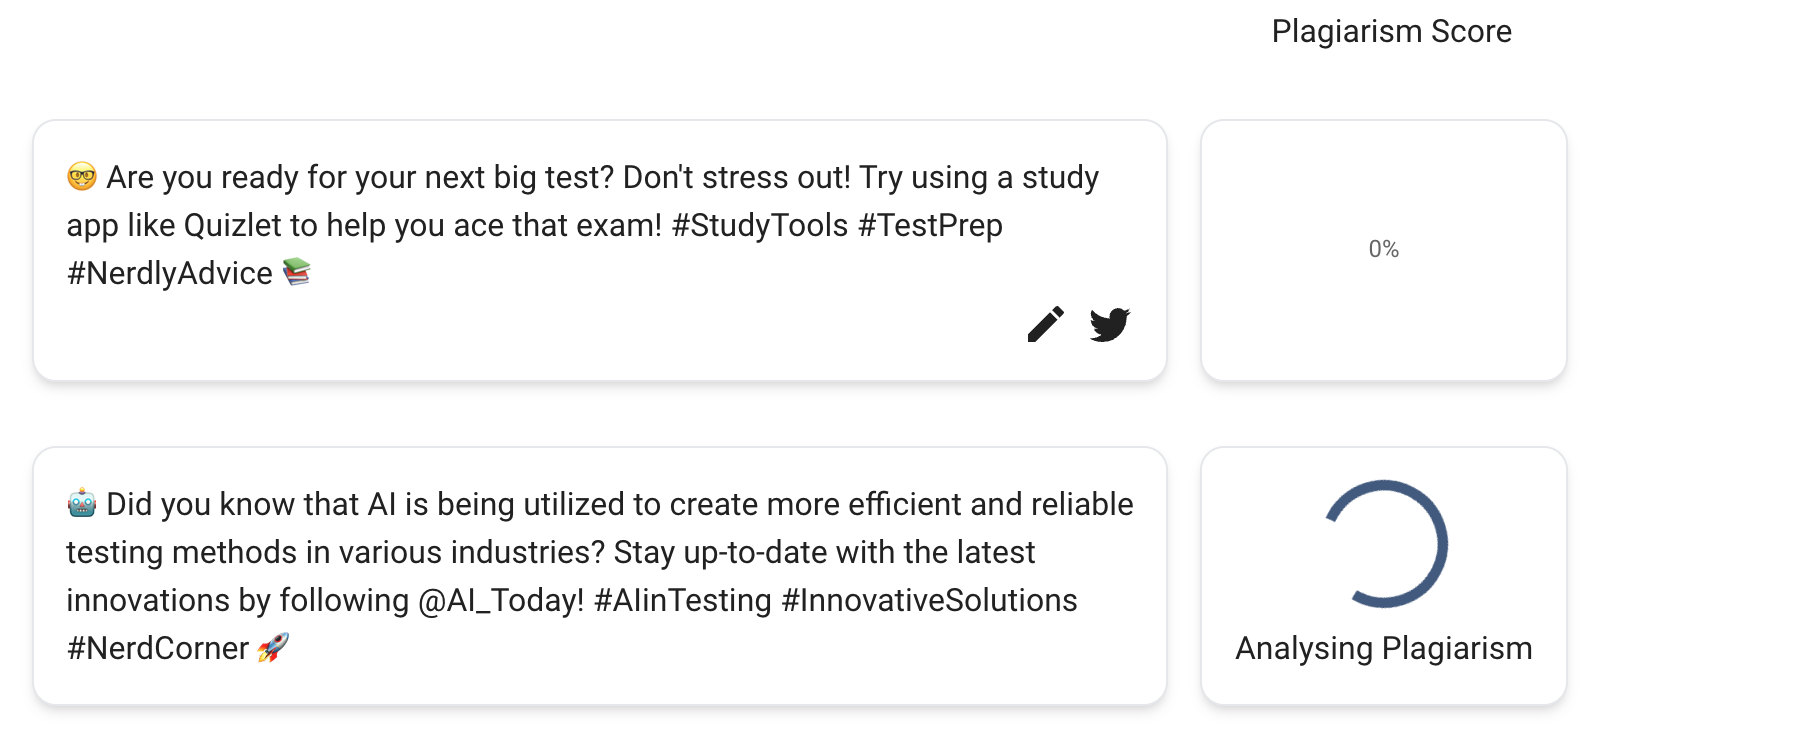 Plagiarism Score
🤓 Are you ready for your next big test? Don't stress out! Try using a study
app like Quizlet to help you ace that exam! #StudyTools #TestPrep
#NerdlyAdvice 📚
0%
🤖 Did you know that AI is being utilized to create more efficient and reliable
testing methods in various industries? Stay up-to-date with the latest
innovations by following @AI_Today! #AIinTesting #InnovativeSolutions
#NerdCorner 🚀
Analysing Plagiarism